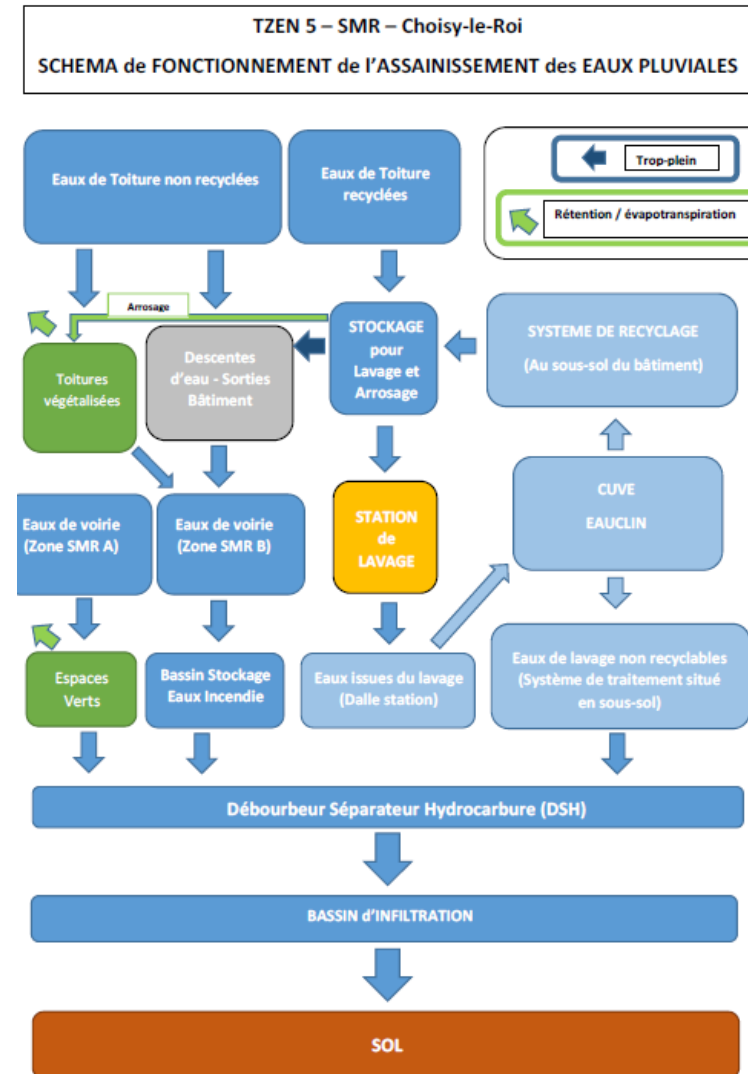 TZEN 5 – SMR – Choisy-le-Roi
SCHEMA de FONCTIONNEMENT de l'ASSAINISSEMENT des EAUX PLUVIALES
Eaux de Toiture non recyclées
Eaux de Toiture
recyclées
Trop-plein
Rétention / évapotranspiration
Arrosage
Toitures
végétalisées
Descentes
d'eau - Sorties
Bâtiment
STOCKAGE
pour
Lavage et
Arrosage
SYSTEME DE RECYCLAGE
(Au sous-sol du bâtiment)
Eaux de voirie
(Zone SMR A)
Eaux de voirie
(Zone SMR B)
STATION
de
LAVAGE
CUVE
EAUCLIN
Espaces
Verts
Bassin Stockage
Eaux Incendie
Eaux issues du lavage
(Dalle station)
Eaux de lavage non recyclables
(Système de traitement situé
en sous-sol)
Débourbeur Séparateur Hydrocarbure (DSH)
BASSIN d'INFILTRATION
SOL